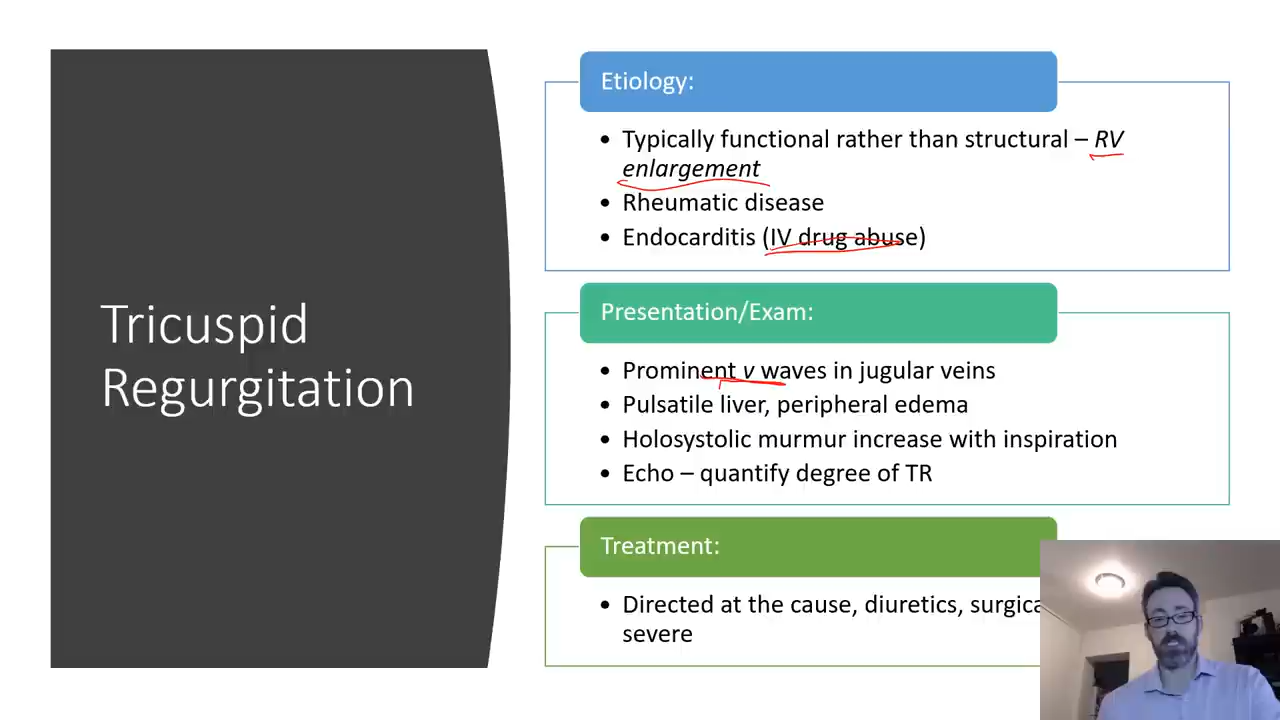 Tricuspid
Regurgitation
Etiology:
• Typically functional rather than structural – RV
enlargement
• Rheumatic disease
• Endocarditis (IV drug abuse)
Presentation/Exam:
• Prominent v waves in jugular veins
• Pulsatile liver, peripheral edema
• Holosystolic murmur increase with inspiration
• Echo – quantify degree of TR
Treatment:
• Directed at the cause, diuretics,
severe